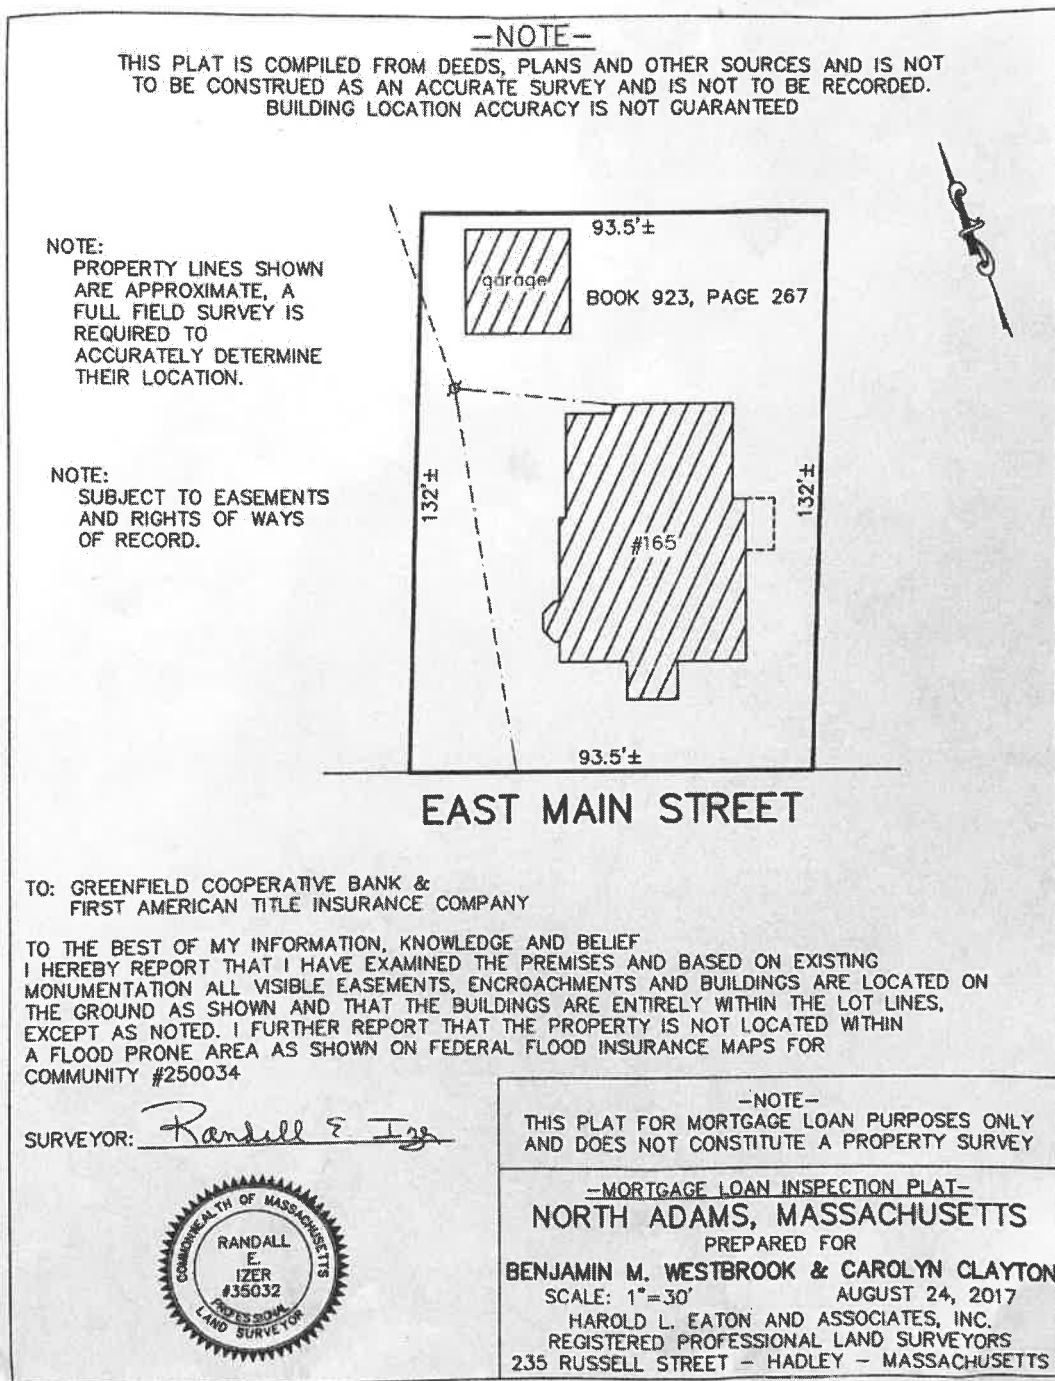 -NOTE-
THIS PLAT IS COMPILED FROM DEEDS, PLANS AND OTHER SOURCES AND IS NOT
TO BE CONSTRUED AS AN ACCURATE SURVEY AND IS NOT TO BE RECORDED.
BUILDING LOCATION ACCURACY IS NOT GUARANTEED
NOTE:
PROPERTY LINES SHOWN
ARE APPROXIMATE, A
FULL FIELD SURVEY IS
REQUIRED TO
ACCURATELY DETERMINE
THEIR LOCATION.
NOTE:
SUBJECT TO EASEMENTS
AND RIGHTS OF WAYS
OF RECORD.
93.5'±
garage
BOOK 923, PAGE 267
132'±
#165
132'±
93.5'±
EAST MAIN STREET
TO: GREENFIELD COOPERATIVE BANK &
FIRST AMERICAN TITLE INSURANCE COMPANY
TO THE BEST OF MY INFORMATION, KNOWLEDGE AND BELIEF
I HEREBY REPORT THAT I HAVE EXAMINED THE PREMISES AND BASED ON EXISTING
MONUMENTATION ALL VISIBLE EASEMENTS, ENCROACHMENTS AND BUILDINGS ARE LOCATED ON
THE GROUND AS SHOWN AND THAT THE BUILDINGS ARE ENTIRELY WITHIN THE LOT LINES,
EXCEPT AS NOTED. I FURTHER REPORT THAT THE PROPERTY IS NOT LOCATED WITHIN
A FLOOD PRONE AREA AS SHOWN ON FEDERAL FLOOD INSURANCE MAPS FOR
COMMUNITY #250034
SURVEYOR: Randall E Izer
COMMONWEALTH OF MASSACHUSETTS
RANDALL
E.
IZER
#35032
PROFESSIONAL
LAND SURVEYOR
-NOTE-
THIS PLAT FOR MORTGAGE LOAN PURPOSES ONLY
AND DOES NOT CONSTITUTE A PROPERTY SURVEY
-MORTGAGE LOAN INSPECTION PLAT-
NORTH ADAMS, MASSACHUSETTS
PREPARED FOR
BENJAMIN M. WESTBROOK & CAROLYN CLAYTON
SCALE: 1"=30' AUGUST 24, 2017
HAROLD L. EATON AND ASSOCIATES, INC.
REGISTERED PROFESSIONAL LAND SURVEYORS
235 RUSSELL STREET - HADLEY - MASSACHUSETTS